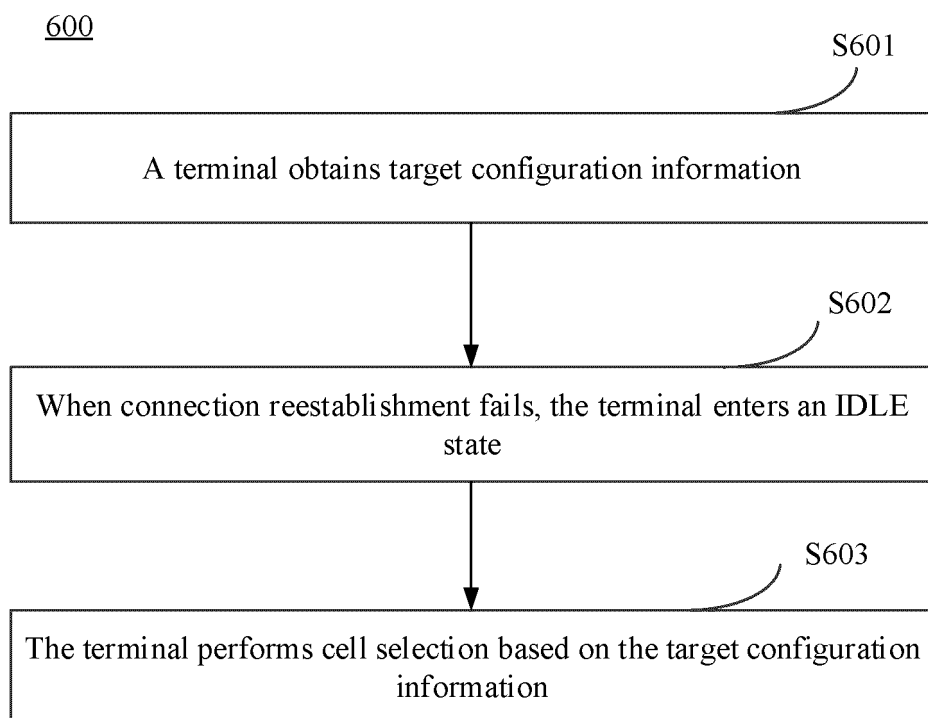 600
S601
A terminal obtains target configuration information
S602
When connection reestablishment fails, the terminal enters an IDLE
state
S603
The terminal performs cell selection based on the target configuration
information